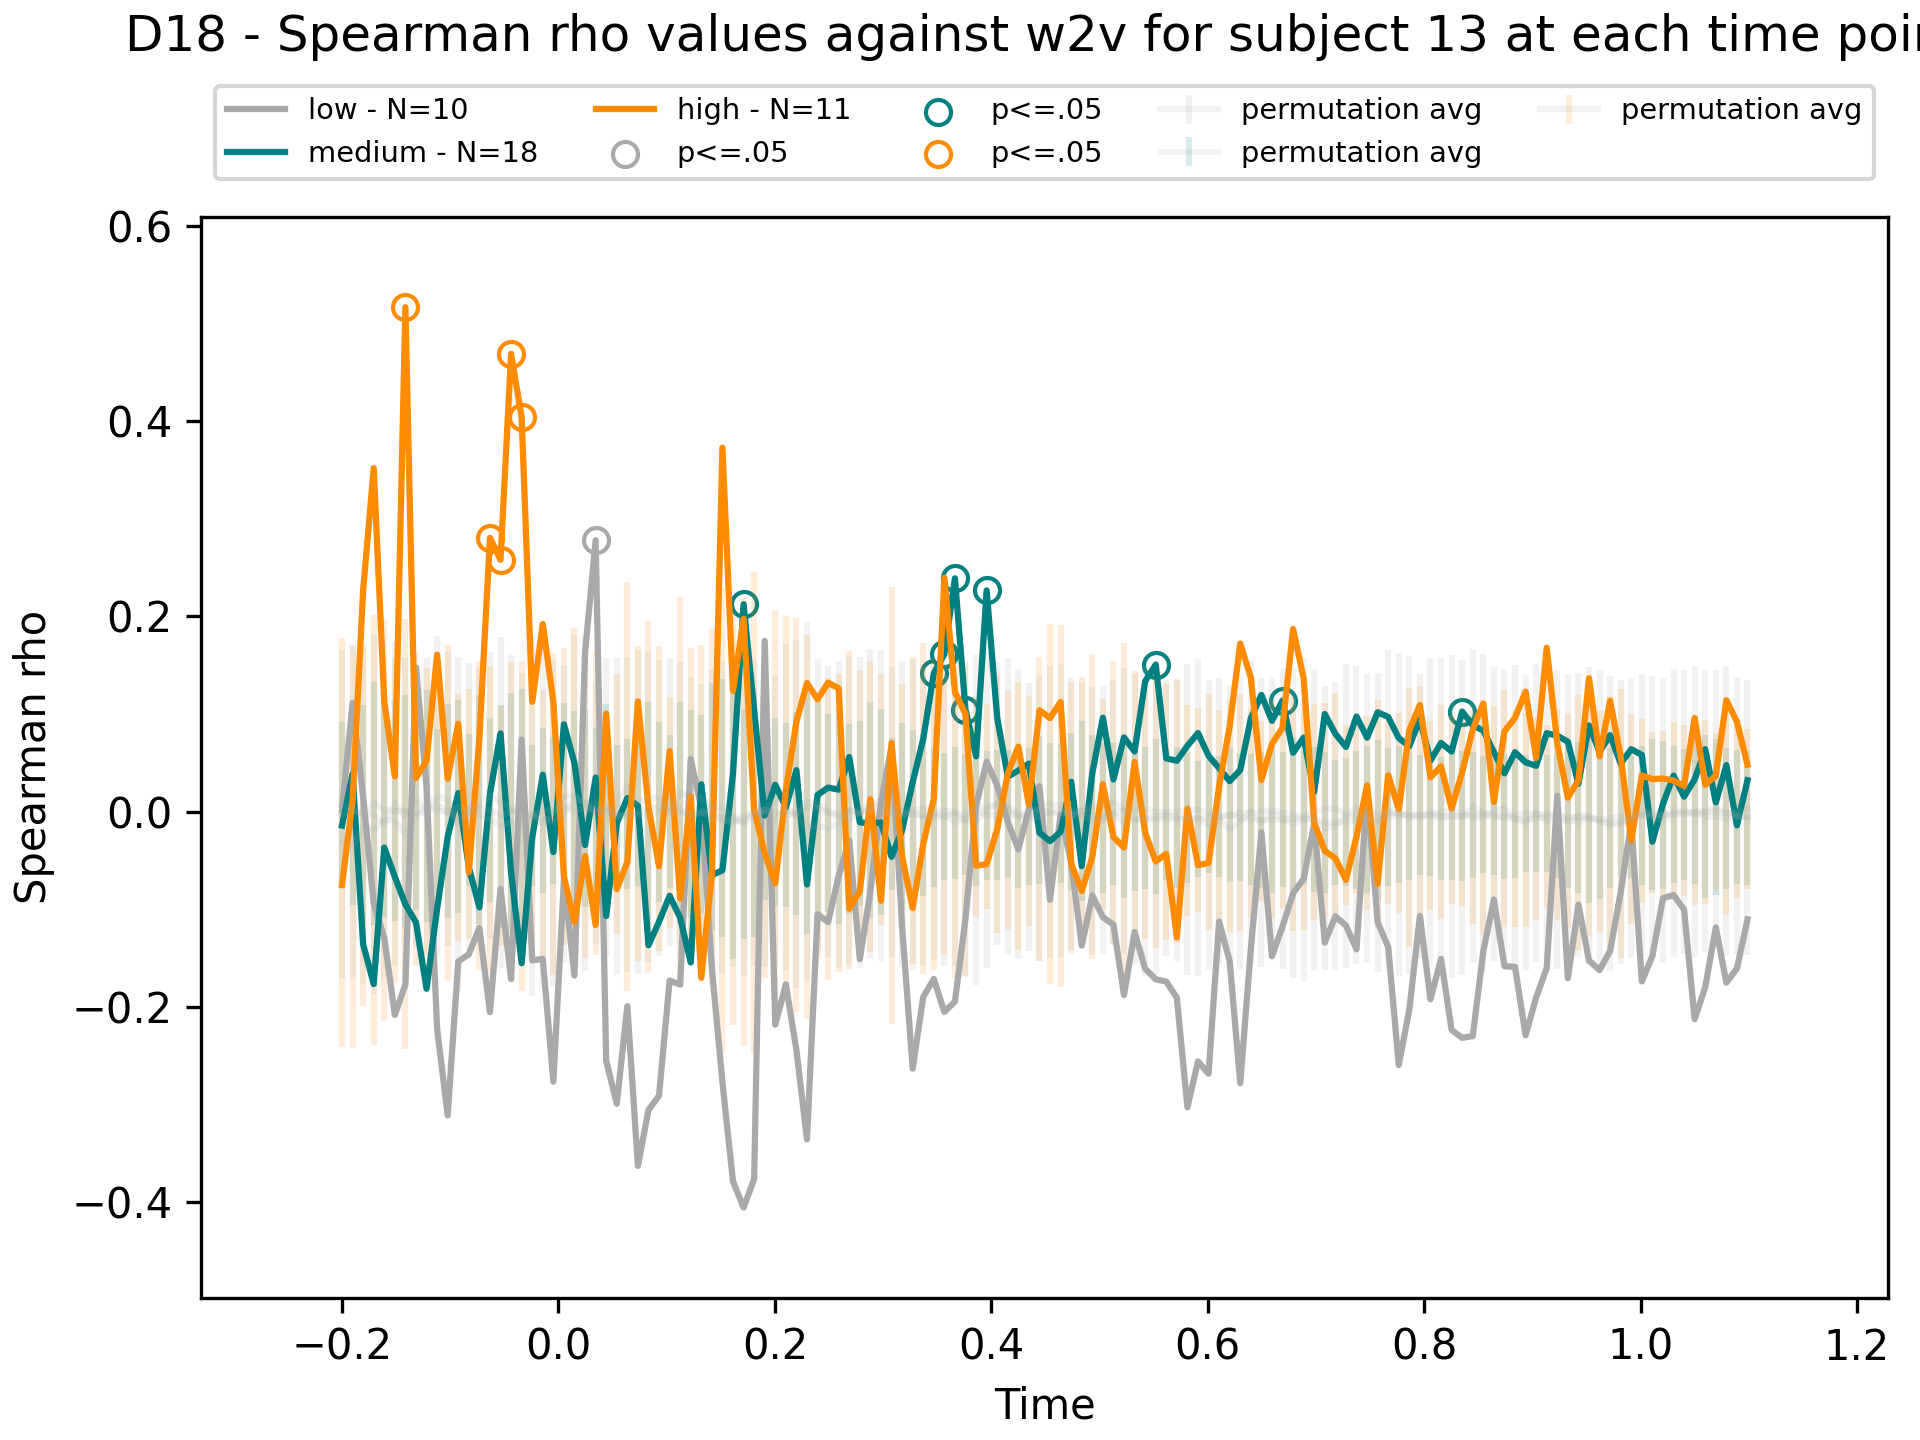 D18 - Spearman rho values against w2v for subject 13 at each time
low - N=10
medium - N=18
high - N=11
p<=.05
p<=.05
p<=.05
permutation avg
permutation avg
permutation avg
Spearman rho
0.6
0.4
0.2
0.0
−0.2
−0.4
−0.2 0.0 0.2 0.4 0.6 0.8 1.0 1.2
Time